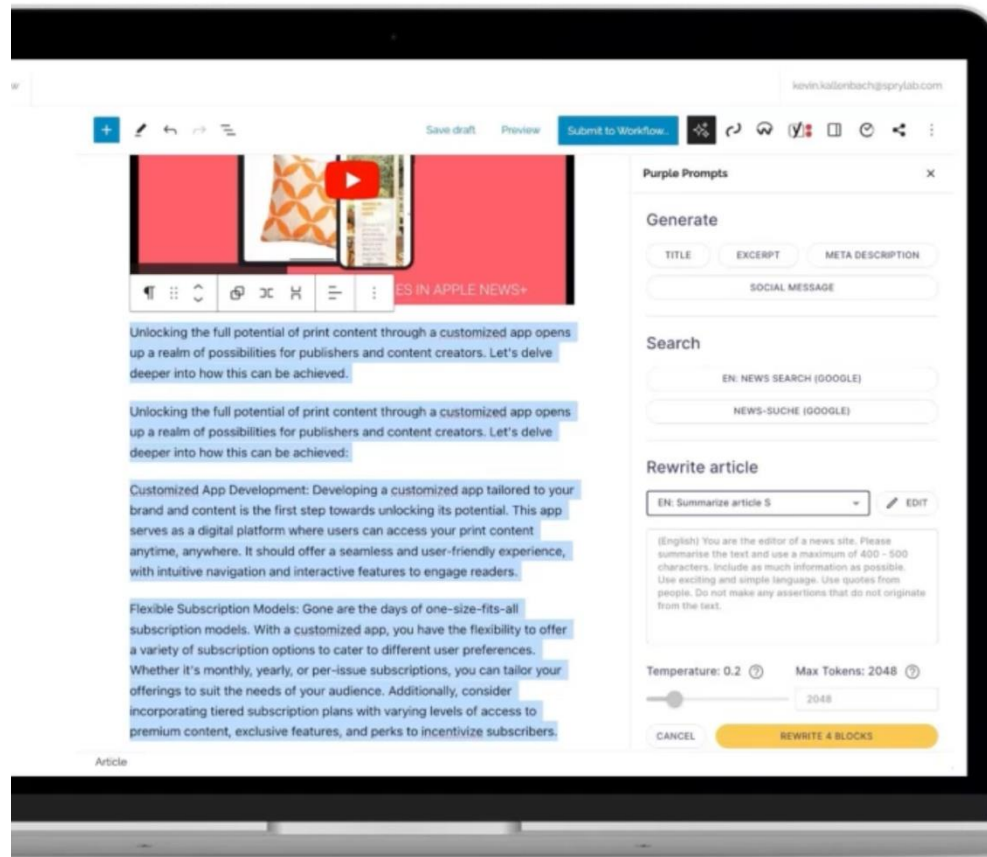 kevin.kallenbach@sprylab.com
Save draft
Preview
Submit to Workflow..
Purple Prompts
ES IN APPLE NEWS+
Unlocking the full potential of print content through a customized app opens
up a realm of possibilities for publishers and content creators. Let's delve
deeper into how this can be achieved.
Unlocking the full potential of print content through a customized app opens
up a realm of possibilities for publishers and content creators. Let's delve
deeper into how this can be achieved:
Customized App Development: Developing a customized app tailored to your
brand and content is the first step towards unlocking its potential. This app
serves as a digital platform where users can access your print content
anytime, anywhere. It should offer a seamless and user-friendly experience,
with intuitive navigation and interactive features to engage readers.
Flexible Subscription Models: Gone are the days of one-size-fits-all
subscription models. With a customized app, you have the flexibility to offer
a variety of subscription options to cater to different user preferences.
Whether it's monthly, yearly, or per-issue subscriptions, you can tailor your
offerings to suit the needs of your audience. Additionally, consider
incorporating tiered subscription plans with varying levels of access to
premium content, exclusive features, and perks to incentivize subscribers.
Generate
TITLE
EXCERPT
META DESCRIPTION
SOCIAL MESSAGE
Search
EN: NEWS SEARCH (GOOGLE)
NEWS-SUCHE (GOOGLE)
Rewrite article
EN: Summarize article S
EDIT
(English) You are the editor of a news site. Please
summarise the text and use a maximum of 400 - 500
characters. Include as much information as possible.
Use exciting and simple language. Use quotes from
people. Do not make any assertions that do not originate
from the text.
Temperature: 0.2
Max Tokens: 2048
2048
CANCEL
REWRITE 4 BLOCKS
Article